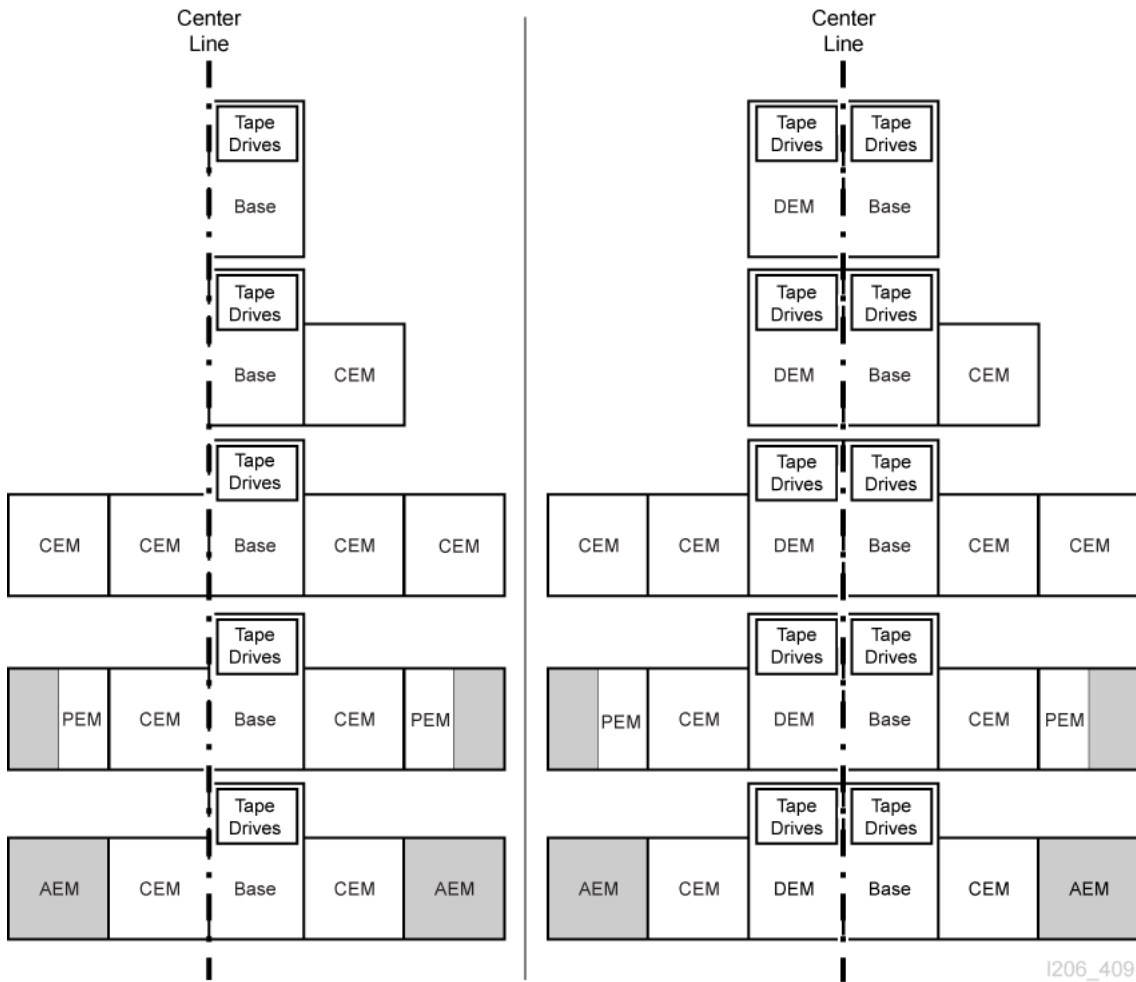 Center
Line
Tape
Drives
Base
Tape
Drives
Base
CEM
Tape
Drives
CEM
CEM
Base
CEM
CEM
Tape
Drives
PEM
CEM
Base
CEM
PEM
Tape
Drives
AEM
CEM
Base
CEM
AEM
Center
Line
Tape
Drives
Tape
Drives
DEM
Base
Tape
Drives
Tape
Drives
DEM
Base
CEM
Tape
Drives
Tape
Drives
CEM
CEM
DEM
Base
CEM
CEM
Tape
Drives
Tape
Drives
PEM
CEM
DEM
Base
CEM
PEM
Tape
Drives
Tape
Drives
AEM
CEM
DEM
Base
CEM
AEM
I206_409